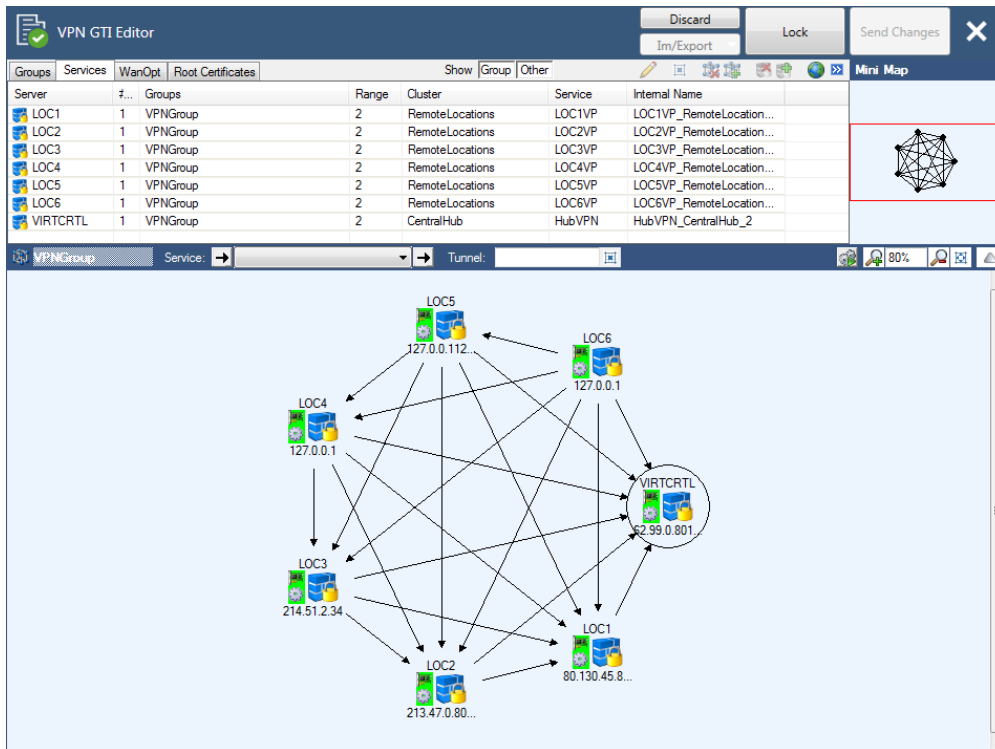 VPN GTI Editor
Discard
Im/Export
Lock
Send Changes
Groups Services WanOpt Root Certificates Show Group Other Mini Map
Server #... Groups Range Cluster Service Internal Name
LOC1 1 VPNGroup 2 RemoteLocations LOC1VP LOC1VP_RemoteLocation...
LOC2 1 VPNGroup 2 RemoteLocations LOC2VP LOC2VP_RemoteLocation...
LOC3 1 VPNGroup 2 RemoteLocations LOC3VP LOC3VP_RemoteLocation...
LOC4 1 VPNGroup 2 RemoteLocations LOC4VP LOC4VP_RemoteLocation...
LOC5 1 VPNGroup 2 RemoteLocations LOC5VP LOC5VP_RemoteLocation...
LOC6 1 VPNGroup 2 RemoteLocations LOC6VP LOC6VP_RemoteLocation...
VIRTCRTL 1 VPNGroup 2 CentralHub HubVPN HubVPN_CentralHub_2
VPNGroup Service: Tunnel: 80%
LOC5
127.0.0.112...
LOC6
127.0.0.1
LOC4
127.0.0.1
VIRTCRTL
62.99.0.801...
LOC3
214.51.2.34
LOC1
80.130.45.8...
LOC2
213.47.0.80...